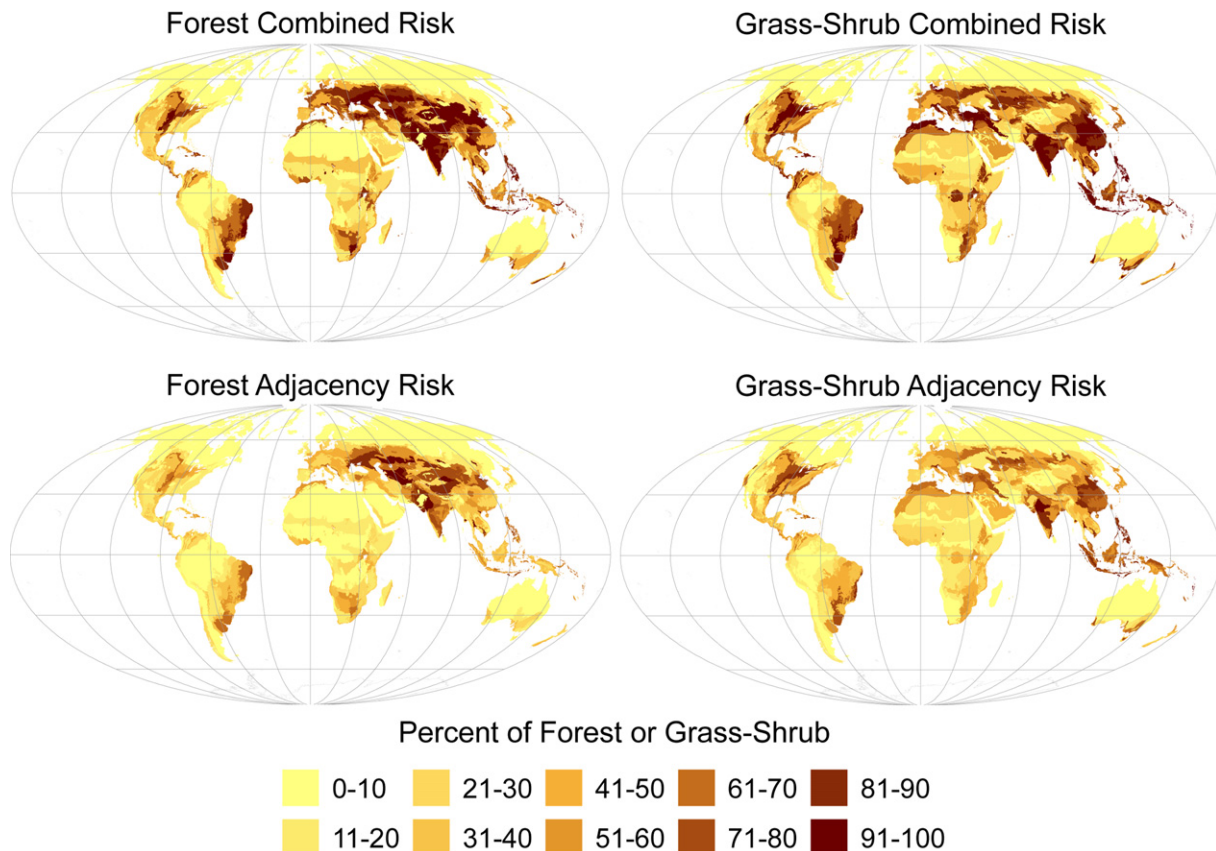 Forest Combined Risk
Grass-Shrub Combined Risk
Forest Adjacency Risk
Grass-Shrub Adjacency Risk
Percent of Forest or Grass-Shrub
0-10 21-30 41-50 61-70 81-90
11-20 31-40 51-60 71-80 91-100